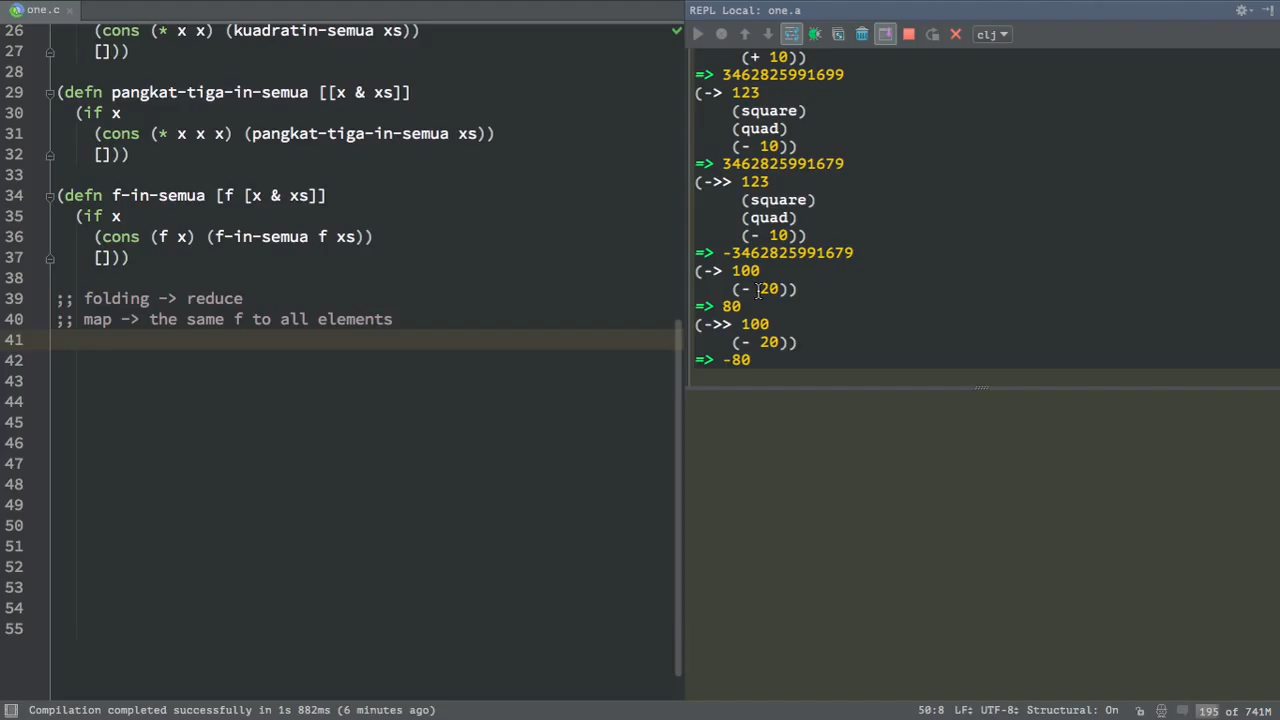 one.c
REPL Local: one.a
clj
26 (cons (* x x) (kuadratin-semua xs))
27 []))
28
29 (defn pangkat-tiga-in-semua [[x & xs]]
30 (if x
31 (cons (* x x x) (pangkat-tiga-in-semua xs))
32 []))
33
34 (defn f-in-semua [f [x & xs]]
35 (if x
36 (cons (f x) (f-in-semua f xs))
37 []))
38
39 ;; folding -> reduce
40 ;; map -> the same f to all elements
41
42
43
44
45
46
47
48
49
50
51
52
53
54
55
(+ 10))
=> 3462825991699
(-> 123
(square)
(quad)
(- 10))
=> 3462825991679
(->> 123
(square)
(quad)
(- 10))
=> -3462825991679
(-> 100
(- 20))
=> 80
(->> 100
(- 20))
=> -80
Compilation completed successfully in 1s 882ms (6 minutes ago)
50:8 LF÷ UTF-8÷ Structural: On 195 of 741M